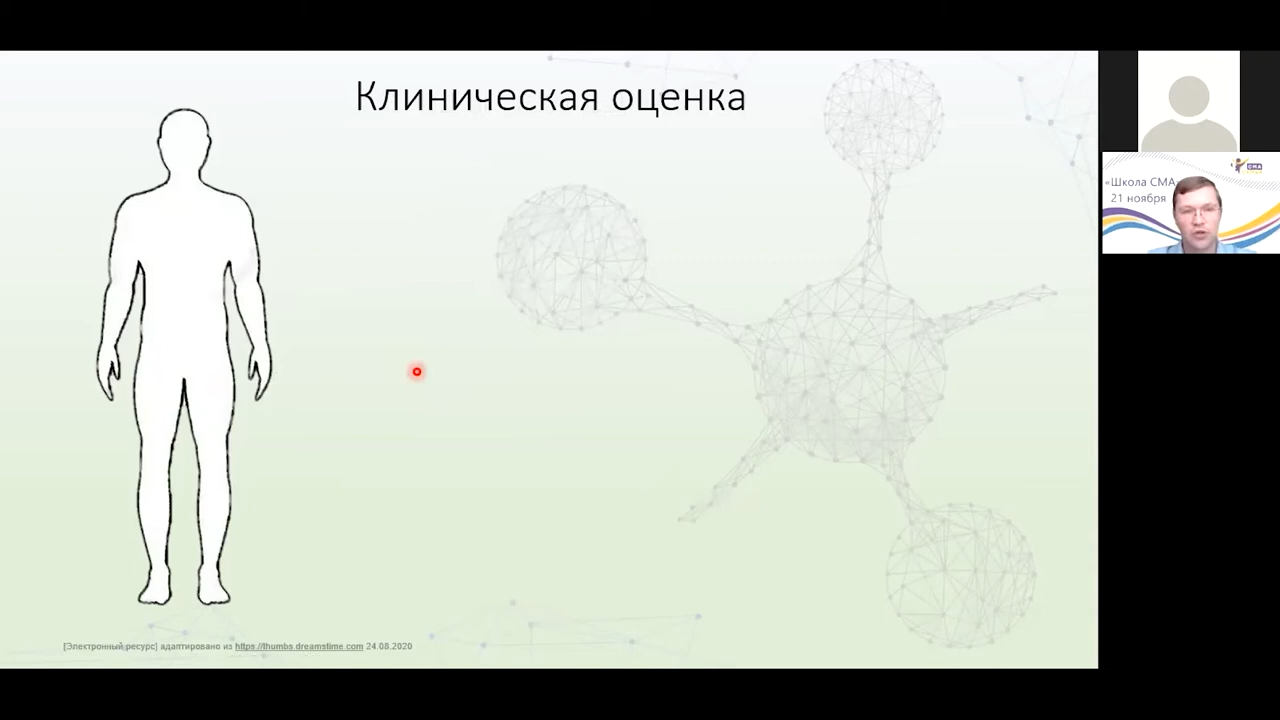 Клиническая оценка
«Школа СМА
21 ноября
СМА
[Электронный ресурс] адаптировано из https://thumbs.dreamstime.com 24.08.2020